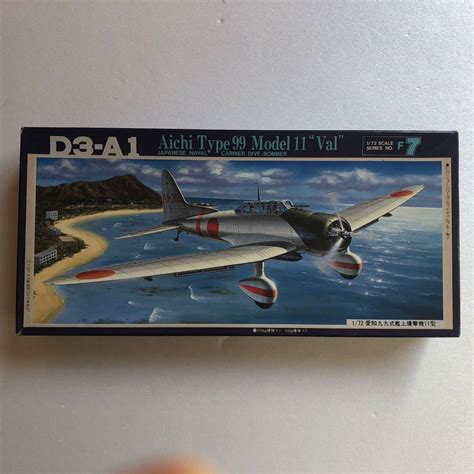 D3-A1
Aichi Type 99 Model 11 "Val"
JAPANESE NAVAL CARRIER DIVE-BOMBER
1/72 SCALE
SERIES NO. F7
1/72 愛知九九式艦上爆撃機11型